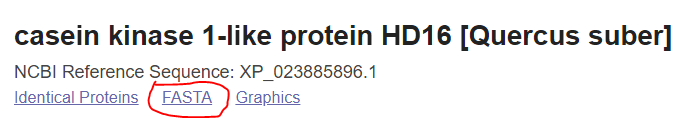 casein kinase 1-like protein HD16 [Quercus suber]
NCBI Reference Sequence: XP_023885896.1
Identical Proteins FASTA Graphics